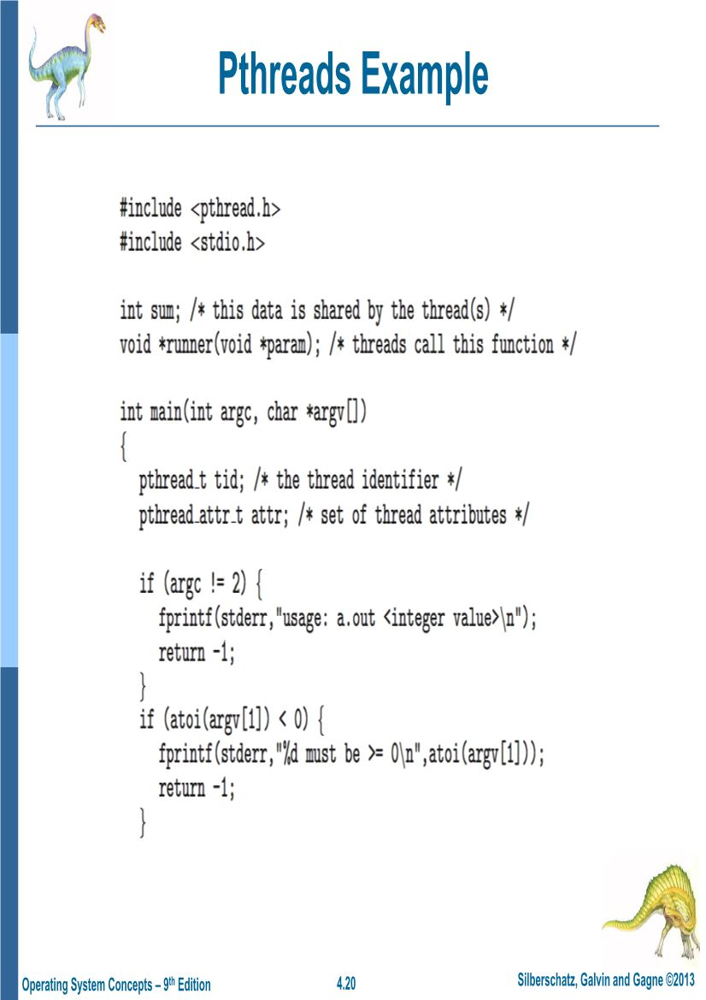 Pthreads Example
#include <pthread.h>
#include <stdio.h>
int sum; /* this data is shared by the thread(s) */
void *runner(void *param); /* threads call this function */
int main(int argc, char *argv[])
{
pthread_t tid; /* the thread identifier */
pthread_attr_t attr; /* set of thread attributes */
if (argc != 2) {
fprintf(stderr,"usage: a.out <integer value>\n");
return -1;
}
if (atoi(argv[1]) < 0) {
fprintf(stderr,"%d must be >= 0\n",atoi(argv[1]));
return -1;
}
Operating System Concepts – 9th Edition
4.20
Silberschatz, Galvin and Gagne ©2013